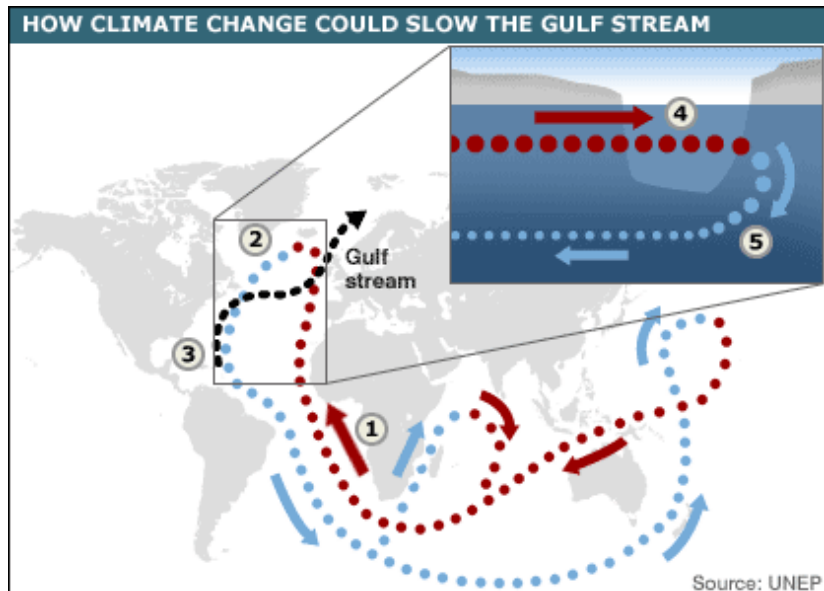 HOW CLIMATE CHANGE COULD SLOW THE GULF STREAM
4
2
5
Gulf
stream
3
1
Source: UNEP